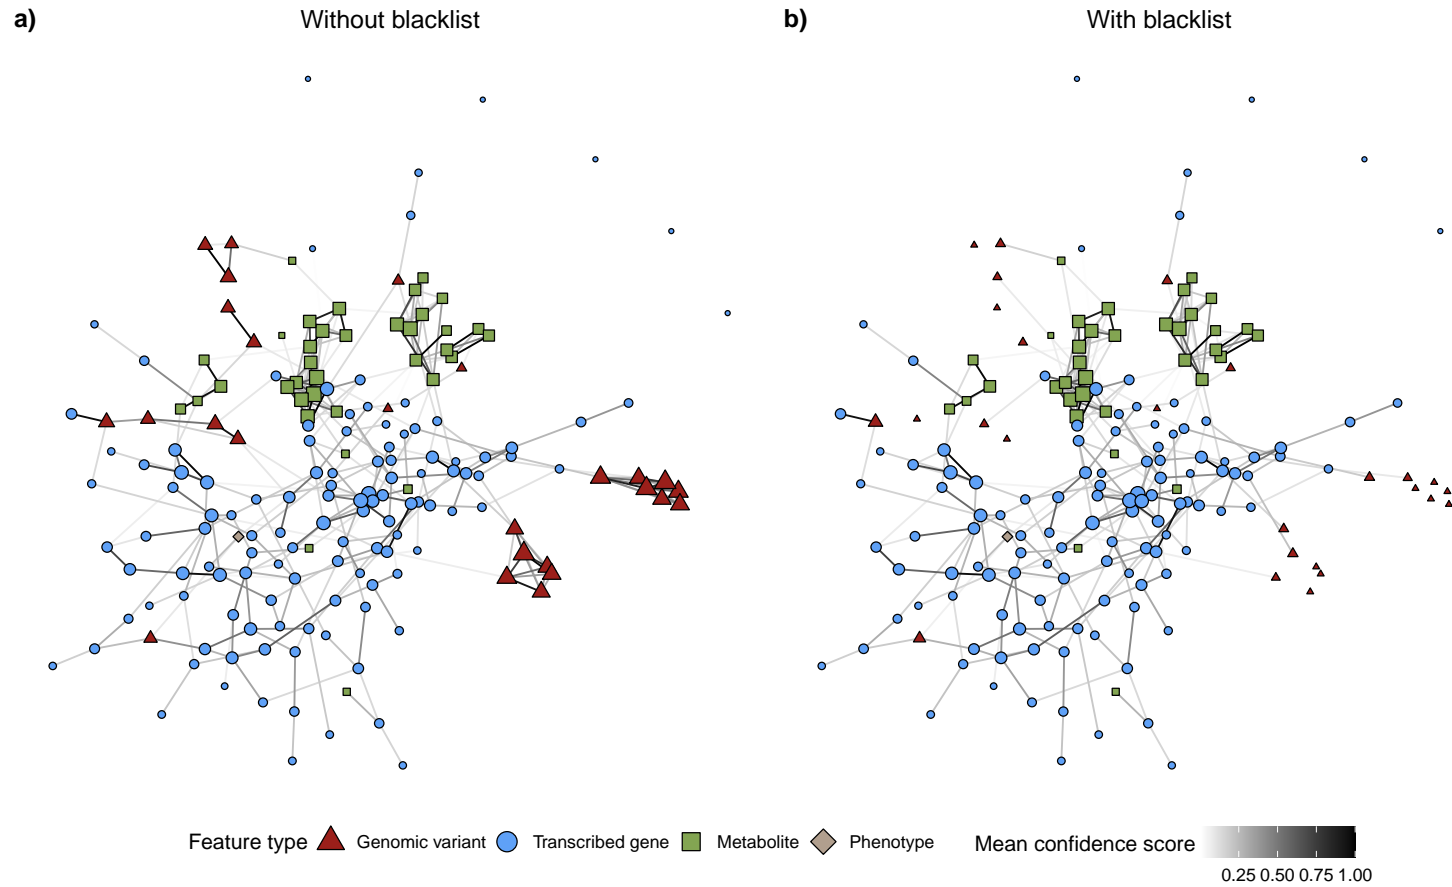 a) Without blacklist
b) With blacklist
Feature type Genomic variant Transcribed gene Metabolite Phenotype Mean confidence score
0.25 0.50 0.75 1.00